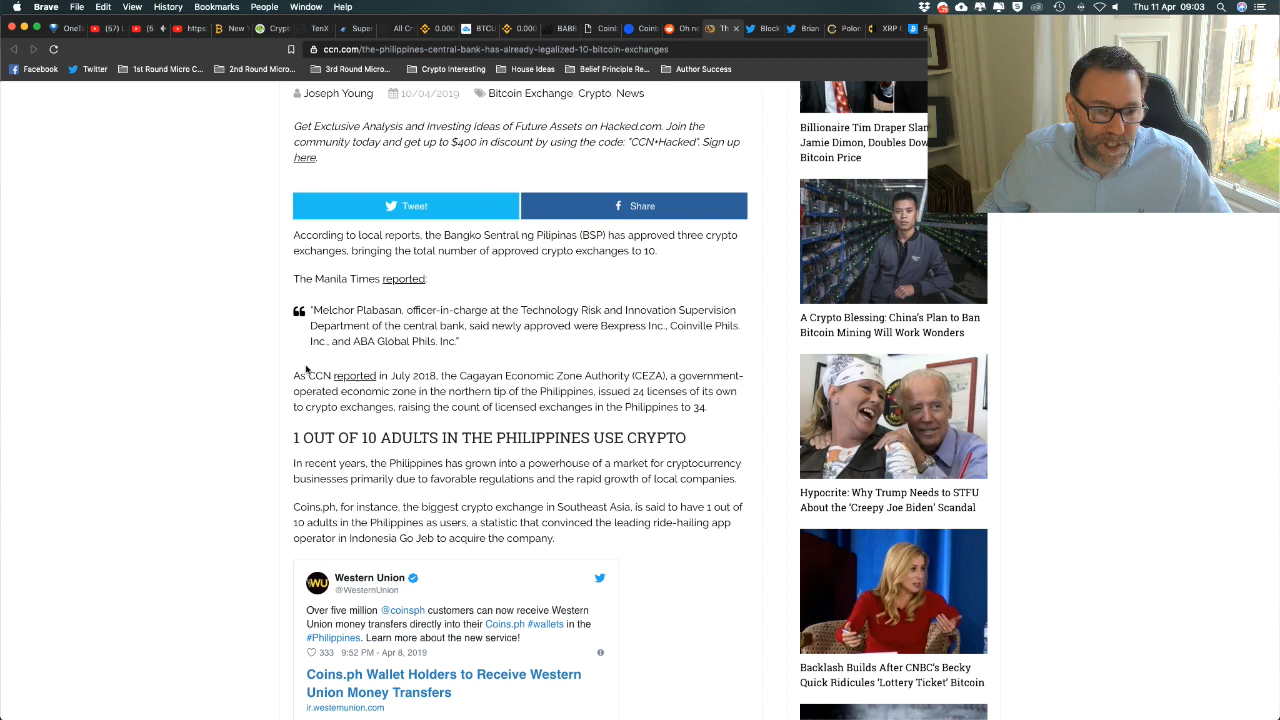 Brave File Edit View History Bookmarks People Window Help
76
Thu 11 Apr 09:03
OneTa
(57)
(5
https:
New
Crypt
TenX
Super
All Cr
0.000
BTC(
0.000
BABB
Coin
Coinb
Oh no
Th
Block
Brian
Polon
XRP C
ccn.com/the-philippines-central-bank-has-already-legalized-10-bitcoin-exchanges
Facebook Twitter 1st Round Micro C... 2nd Round Micro... 3rd Round Micro... Crypto Interesting House Ideas Belief Principle Re... Author Success
Joseph Young 10/04/2019 Bitcoin Exchange, Crypto, News
Get Exclusive Analysis and Investing Ideas of Future Assets on Hacked.com. Join the
community today and get up to $400 in discount by using the code: "CCN+Hacked". Sign up
here.
Tweet
Share
According to local reports, the Bangko Sentral ng Pilipinas (BSP) has approved three crypto
exchanges, bringing the total number of approved crypto exchanges to 10.
The Manila Times reported:
"Melchor Plabasan, officer-in-charge at the Technology Risk and Innovation Supervision
Department of the central bank, said newly approved were Bexpress Inc., Coinville Phils.
Inc., and ABA Global Phils. Inc."
As CCN reported in July 2018, the Cagayan Economic Zone Authority (CEZA), a government-
operated economic zone in the northern tip of the Philippines, issued 24 licenses of its own
to crypto exchanges, raising the count of licensed exchanges in the Philippines to 34.
1 OUT OF 10 ADULTS IN THE PHILIPPINES USE CRYPTO
In recent years, the Philippines has grown into a powerhouse of a market for cryptocurrency
businesses primarily due to favorable regulations and the rapid growth of local companies.
Coins.ph, for instance, the biggest crypto exchange in Southeast Asia, is said to have 1 out of
10 adults in the Philippines as users, a statistic that convinced the leading ride-hailing app
operator in Indonesia Go Jeb to acquire the company.
WU
Western Union
@WesternUnion
Over five million @coinsph customers can now receive Western
Union money transfers directly into their Coins.ph #wallets in the
#Philippines. Learn more about the new service!
333 9:52 PM - Apr 8, 2019
Coins.ph Wallet Holders to Receive Western
Union Money Transfers
ir.westernunion.com
Billionaire Tim Draper Slam
Jamie Dimon, Doubles Dow
Bitcoin Price
A Crypto Blessing: China's Plan to Ban
Bitcoin Mining Will Work Wonders
Hypocrite: Why Trump Needs to STFU
About the 'Creepy Joe Biden' Scandal
Backlash Builds After CNBC's Becky
Quick Ridicules 'Lottery Ticket' Bitcoin